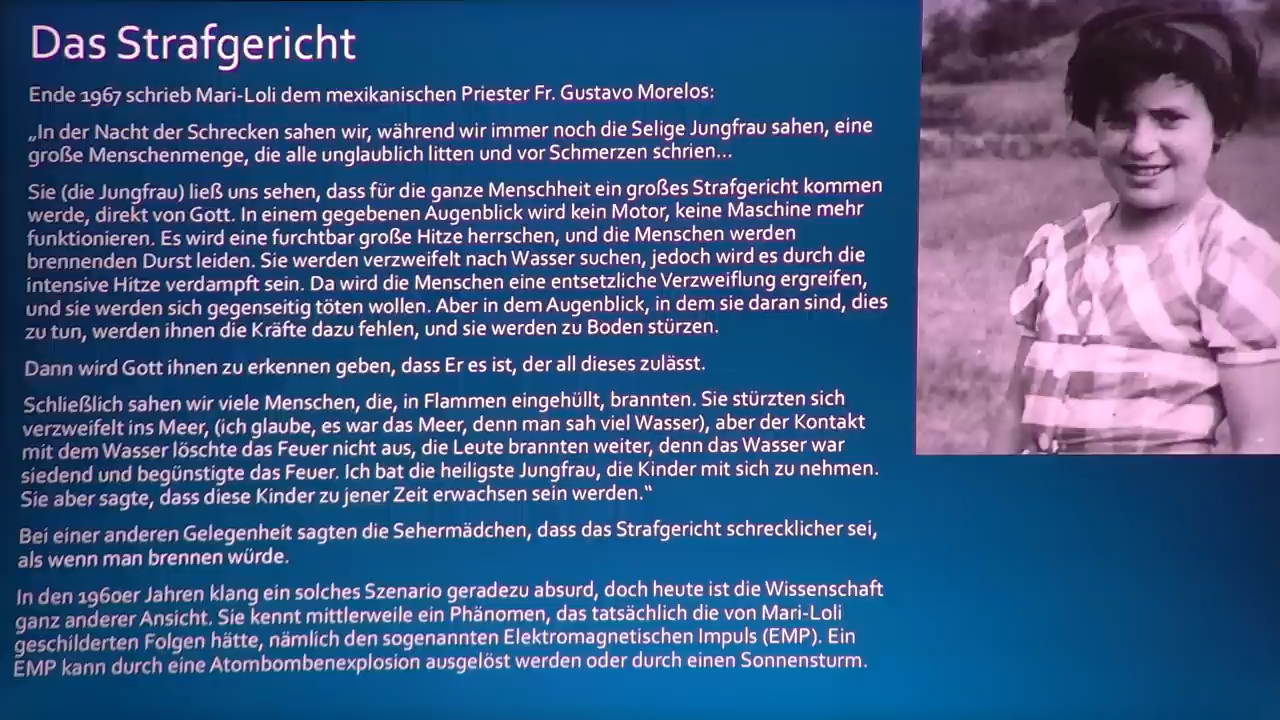 Das Strafgericht
Ende 1967 schrieb Mari-Loli dem mexikanischen Priester Fr. Gustavo Morelos:
„In der Nacht der Schrecken sahen wir, während wir immer noch die Selige Jungfrau sahen, eine
große Menschenmenge, die alle unglaublich litten und vor Schmerzen schrien...
Sie (die Jungfrau) ließ uns sehen, dass für die ganze Menschheit ein großes Strafgericht kommen
werde, direkt von Gott. In einem gegebenen Augenblick wird kein Motor, keine Maschine mehr
funktionieren. Es wird eine furchtbar große Hitze herrschen, und die Menschen werden
brennenden Durst leiden. Sie werden verzweifelt nach Wasser suchen, jedoch wird es durch die
intensive Hitze verdampft sein. Da wird die Menschen eine entsetzliche Verzweiflung ergreifen,
und sie werden sich gegenseitig töten wollen. Aber in dem Augenblick, in dem sie daran sind, dies
zu tun, werden ihnen die Kräfte dazu fehlen, und sie werden zu Boden stürzen.
Dann wird Gott ihnen zu erkennen geben, dass Er es ist, der all dieses zulässt.
Schließlich sahen wir viele Menschen, die, in Flammen eingehüllt, brannten. Sie stürzten sich
verzweifelt ins Meer, (ich glaube, es war das Meer, denn man sah viel Wasser), aber der Kontakt
mit dem Wasser löschte das Feuer nicht aus, die Leute brannten weiter, denn das Wasser war
siedend und begünstigte das Feuer. Ich bat die heiligste Jungfrau, die Kinder mit sich zu nehmen.
Sie aber sagte, dass diese Kinder zu jener Zeit erwachsen sein werden.“
Bei einer anderen Gelegenheit sagten die Sehermädchen, dass das Strafgericht schrecklicher sei,
als wenn man brennen würde.
In den 1960er Jahren klang ein solches Szenario geradezu absurd, doch heute ist die Wissenschaft
ganz anderer Ansicht. Sie kennt mittlerweile ein Phänomen, das tatsächlich die von Mari-Loli
geschilderten Folgen hätte, nämlich den sogenannten Elektromagnetischen Impuls (EMP). Ein
EMP kann durch eine Atombombenexplosion ausgelöst werden oder durch einen Sonnensturm.